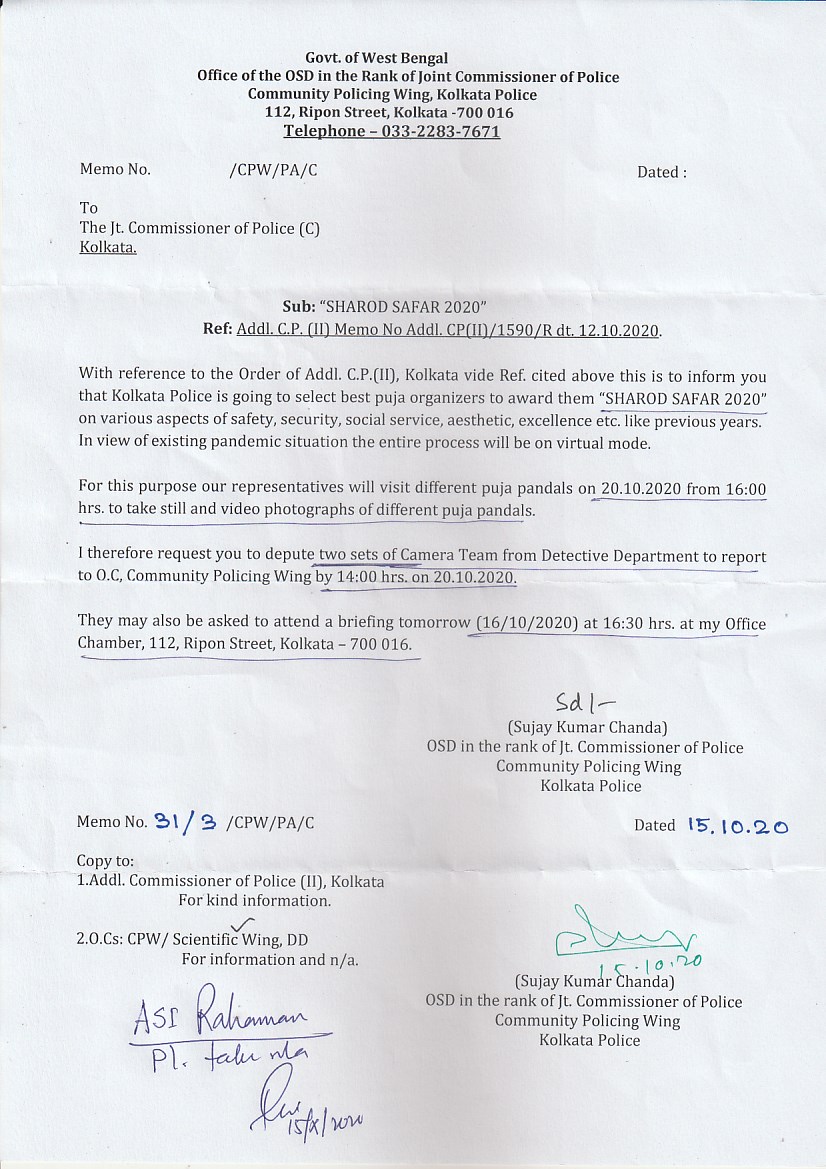 Govt. of West Bengal
Office of the OSD in the Rank of Joint Commissioner of Police
Community Policing Wing, Kolkata Police
112, Ripon Street, Kolkata -700 016
Telephone – 033-2283-7671
Memo No. /CPW/PA/C Dated :
To
The Jt. Commissioner of Police (C)
Kolkata.
Sub: “SHAROD SAFAR 2020”
Ref: Addl. C.P. (II) Memo No Addl. CP(II)/1590/R dt. 12.10.2020.
With reference to the Order of Addl. C.P.(II), Kolkata vide Ref. cited above this is to inform you
that Kolkata Police is going to select best puja organizers to award them “SHAROD SAFAR 2020”
on various aspects of safety, security, social service, aesthetic, excellence etc. like previous years.
In view of existing pandemic situation the entire process will be on virtual mode.
For this purpose our representatives will visit different puja pandals on 20.10.2020 from 16:00
hrs. to take still and video photographs of different puja pandals.
I therefore request you to depute two sets of Camera Team from Detective Department to report
to O.C, Community Policing Wing by 14:00 hrs. on 20.10.2020.
They may also be asked to attend a briefing tomorrow (16/10/2020) at 16:30 hrs. at my Office
Chamber, 112, Ripon Street, Kolkata – 700 016.
Sd/-
(Sujay Kumar Chanda)
OSD in the rank of Jt. Commissioner of Police
Community Policing Wing
Kolkata Police
Memo No. 31/3 /CPW/PA/C Dated 15.10.20
Copy to:
1.Addl. Commissioner of Police (II), Kolkata
For kind information.
2.O.Cs: CPW/ Scientific Wing, DD
For information and n/a.
15.10.20
(Sujay Kumar Chanda)
OSD in the rank of Jt. Commissioner of Police
Community Policing Wing
Kolkata Police
ASI Rahaman
Pl. take n/a
15/X/2020